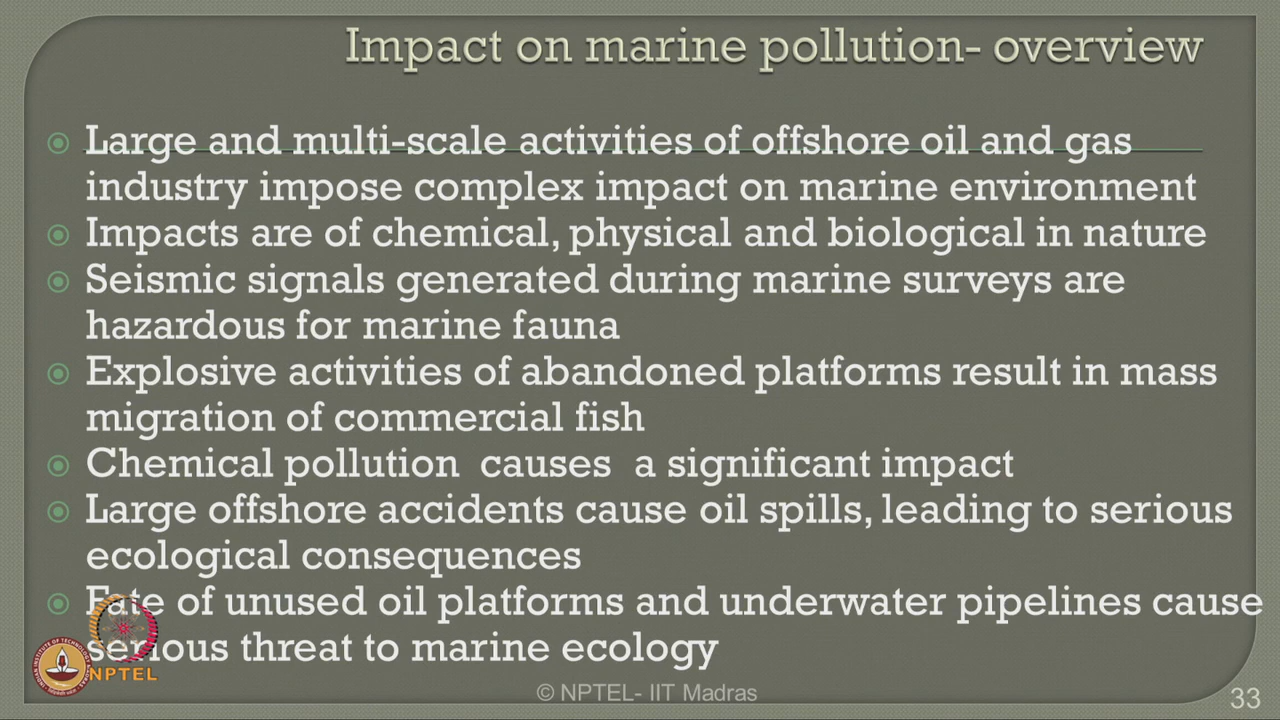 Impact on marine pollution- overview
Large and multi-scale activities of offshore oil and gas
industry impose complex impact on marine environment
Impacts are of chemical, physical and biological in nature
Seismic signals generated during marine surveys are
hazardous for marine fauna
Explosive activities of abandoned platforms result in mass
migration of commercial fish
Chemical pollution causes a significant impact
Large offshore accidents cause oil spills, leading to serious
ecological consequences
Fate of unused oil platforms and underwater pipelines cause
serious threat to marine ecology
NPTEL
© NPTEL- IIT Madras
33